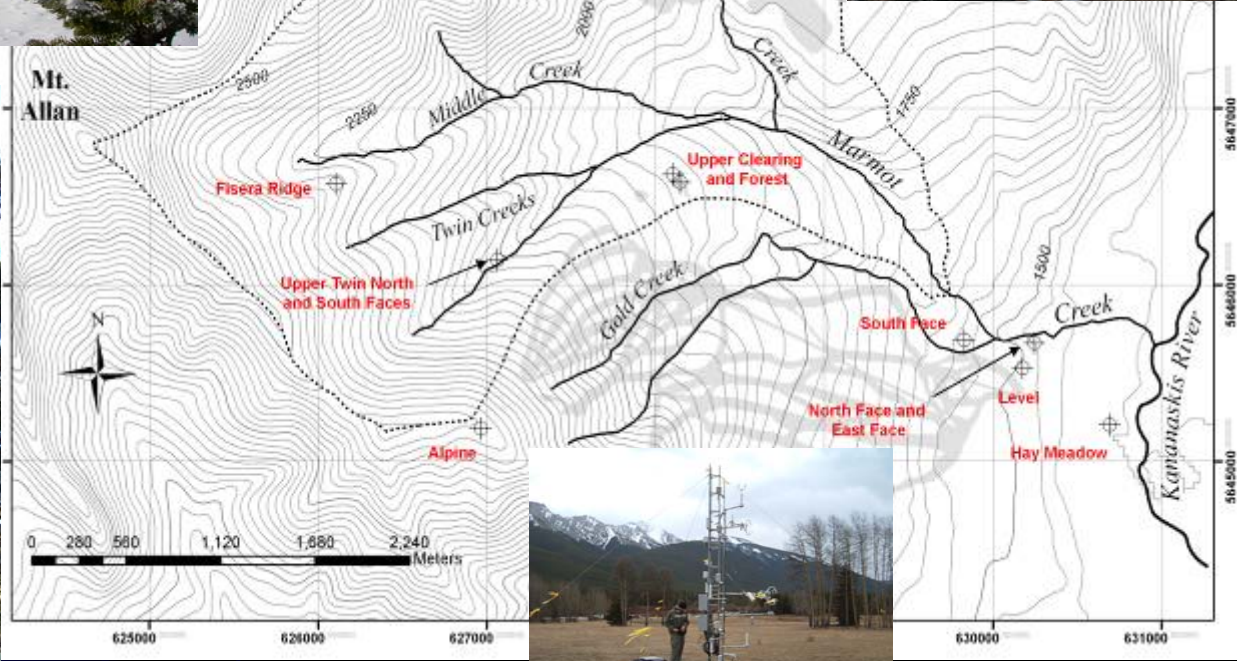 Mt.
Allan
2500
2250
2000
Creek
Middle
Creek
1750
Marmot
5647000
Fisera Ridge
Upper Clearing
and Forest
Twin Creeks
Upper Twin North
and South Faces
Gold Creek
1500
5646000
N
South Face
Creek
Kananaskis River
Level
North Face and
East Face
Alpine
Hay Meadow
5645000
0 280 560 1,120 1,680 2,240
Meters
625000 626000 627000 630000 631000